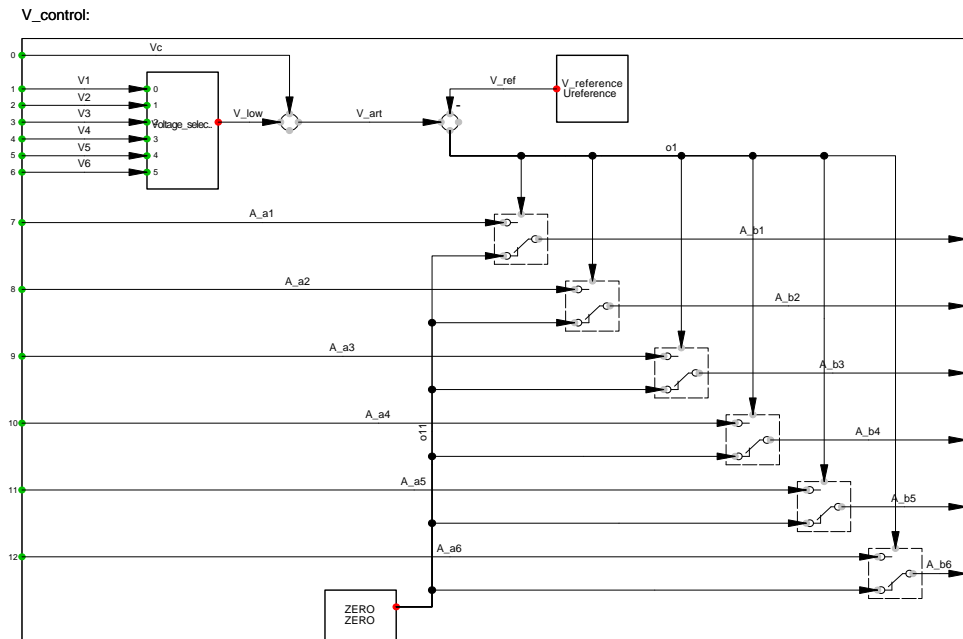 V_control:
0
Vc
1
V1
0
2
V2
1
3
V3
2
4
V4
3
5
V5
4
6
V6
5
Voltage_selec..
V_low
V_art
V_ref
-
V_reference
Ureference
o1
7
A_a1
A_b1
8
A_a2
A_b2
9
A_a3
A_b3
10
A_a4
A_b4
o11
11
A_a5
A_b5
12
A_a6
A_b6
ZERO
ZERO